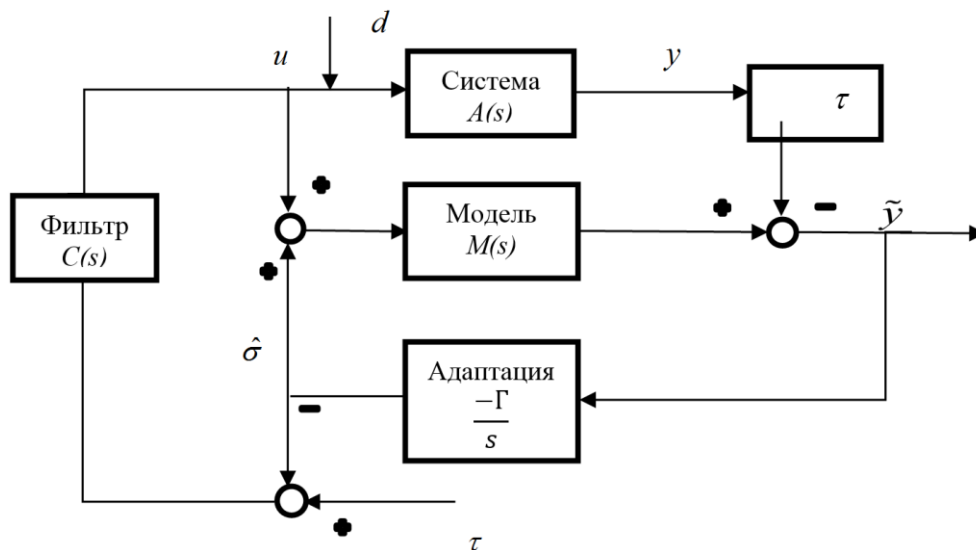 d
u
y
Система
A(s)
τ
Фильтр
C(s)
+
Модель
M(s)
+
−
ỹ
+
σ̂
Адаптация
−Γ
s
−
+
τ